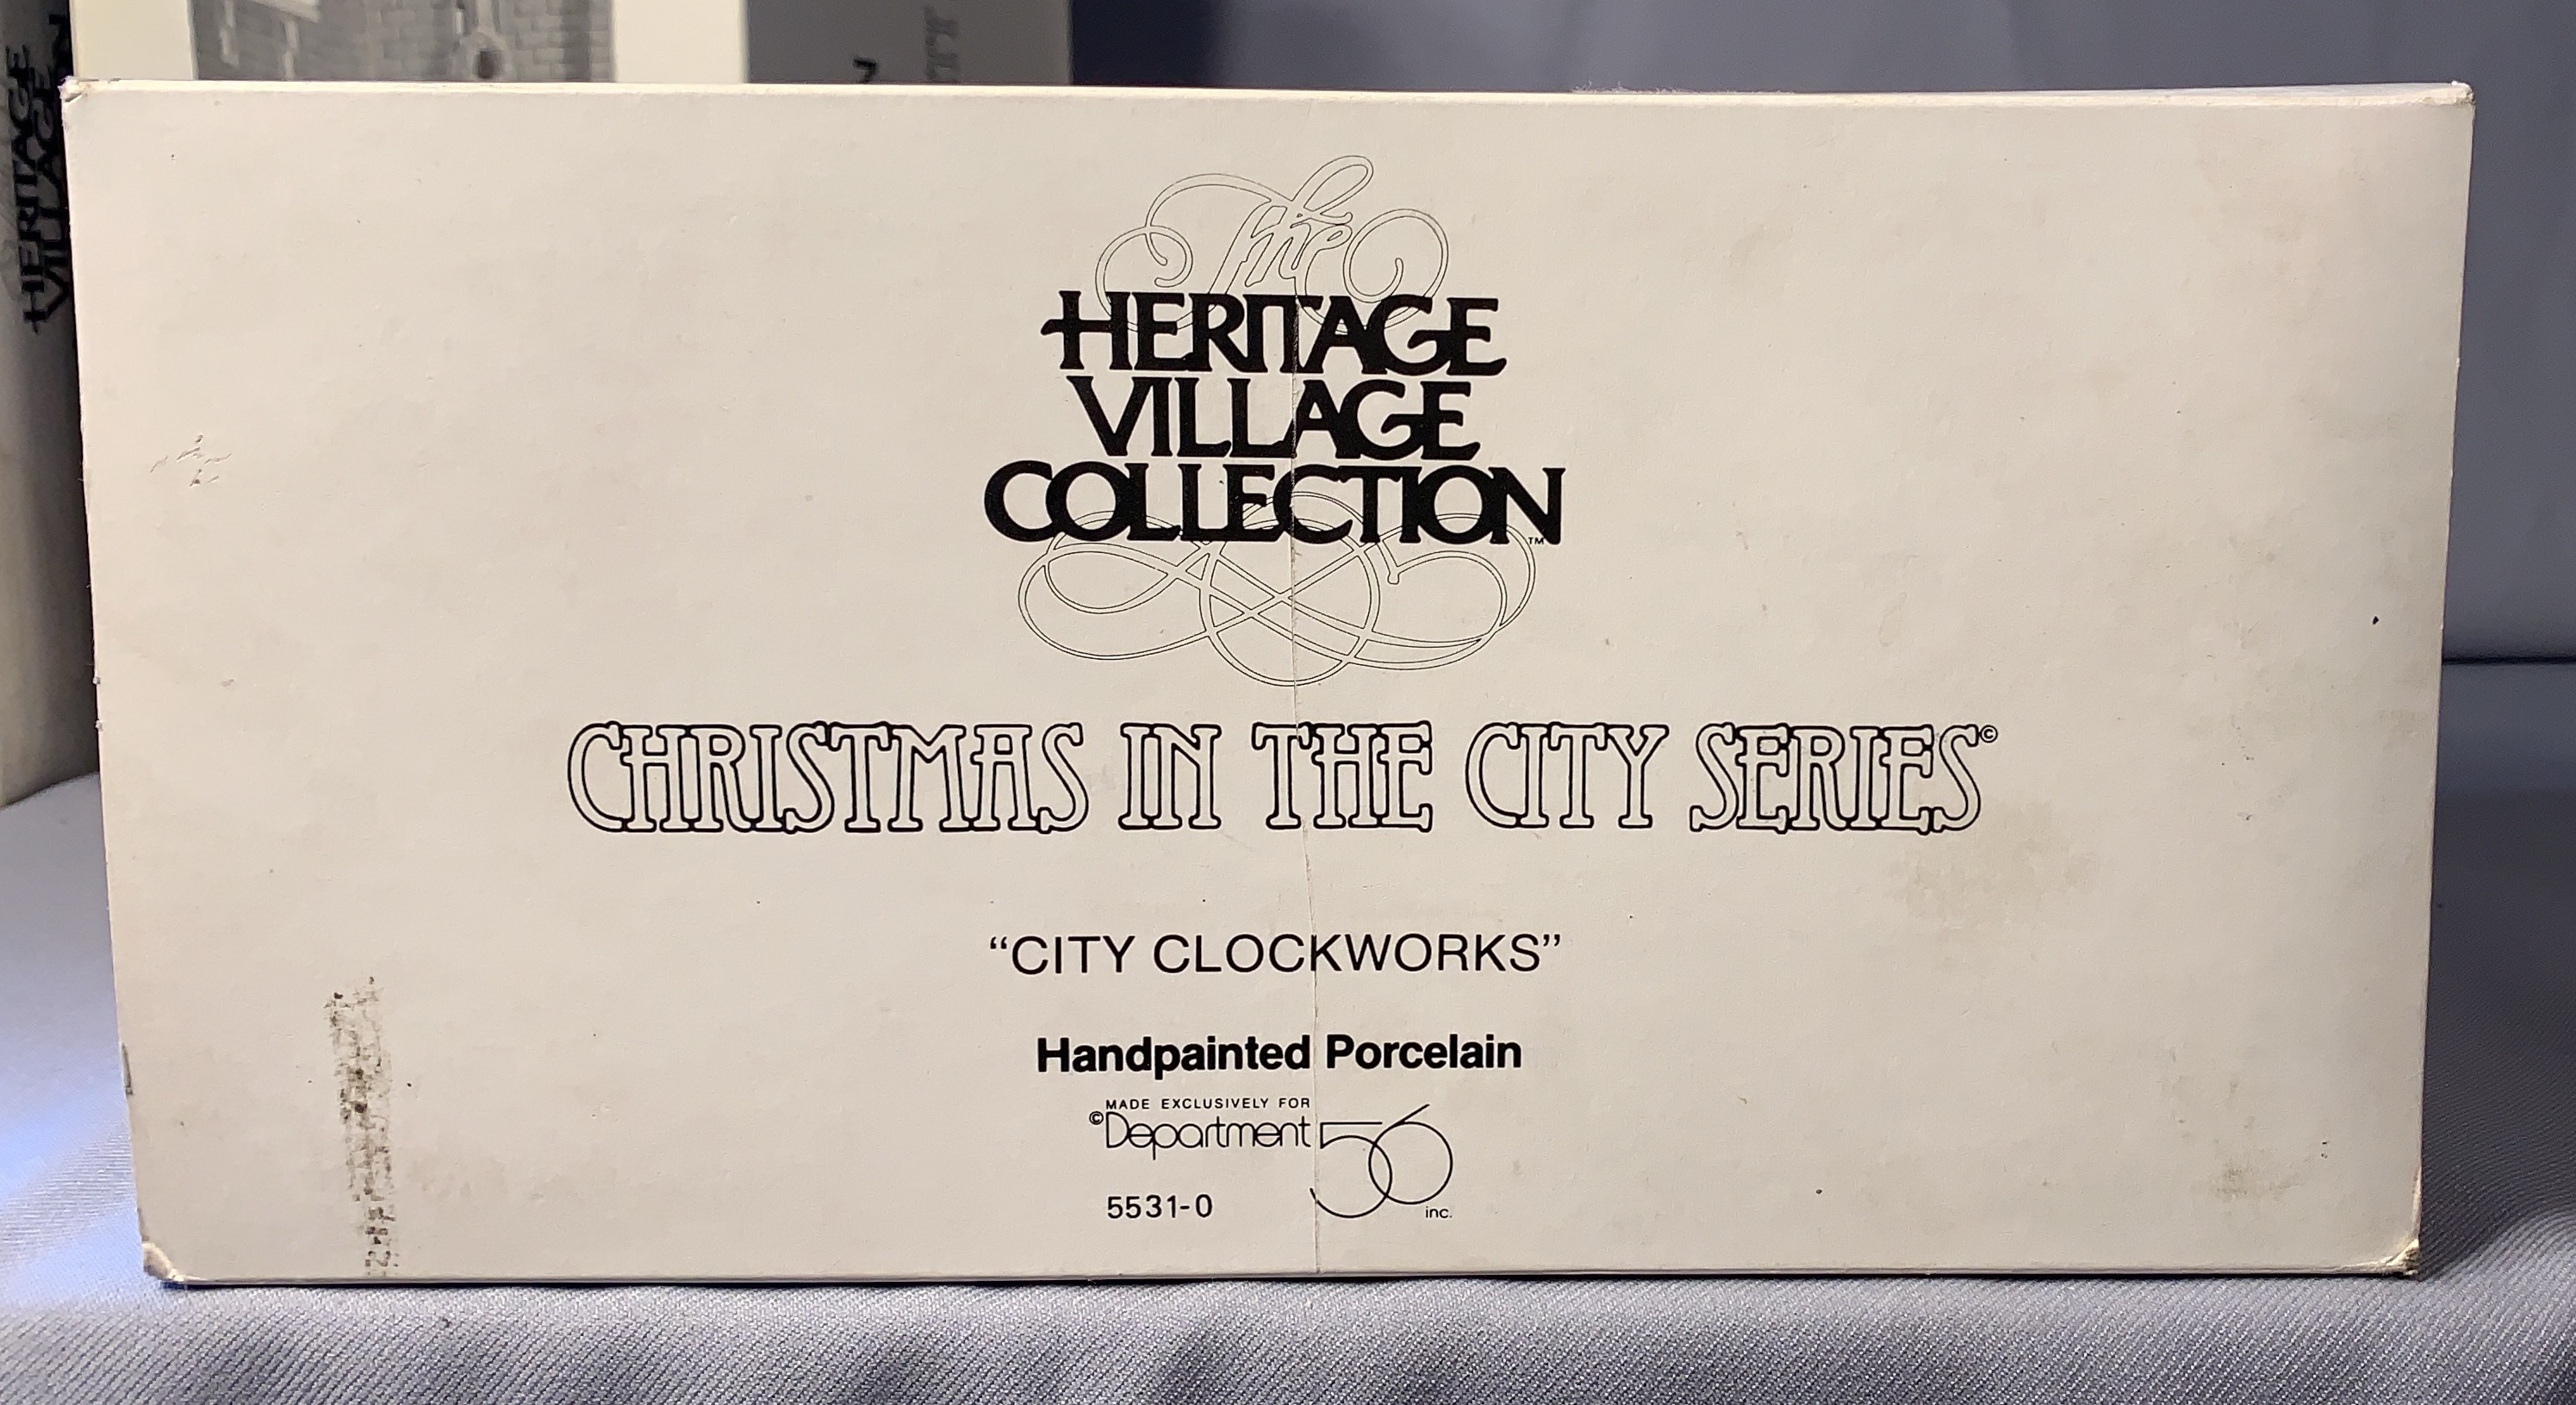 The
HERITAGE
VILLAGE
COLLECTION™
CHRISTMAS IN THE CITY SERIES©
“CITY CLOCKWORKS”
Handpainted Porcelain
MADE EXCLUSIVELY FOR
©Department 56
inc.
5531-0
HERITAGE
VILLAGE